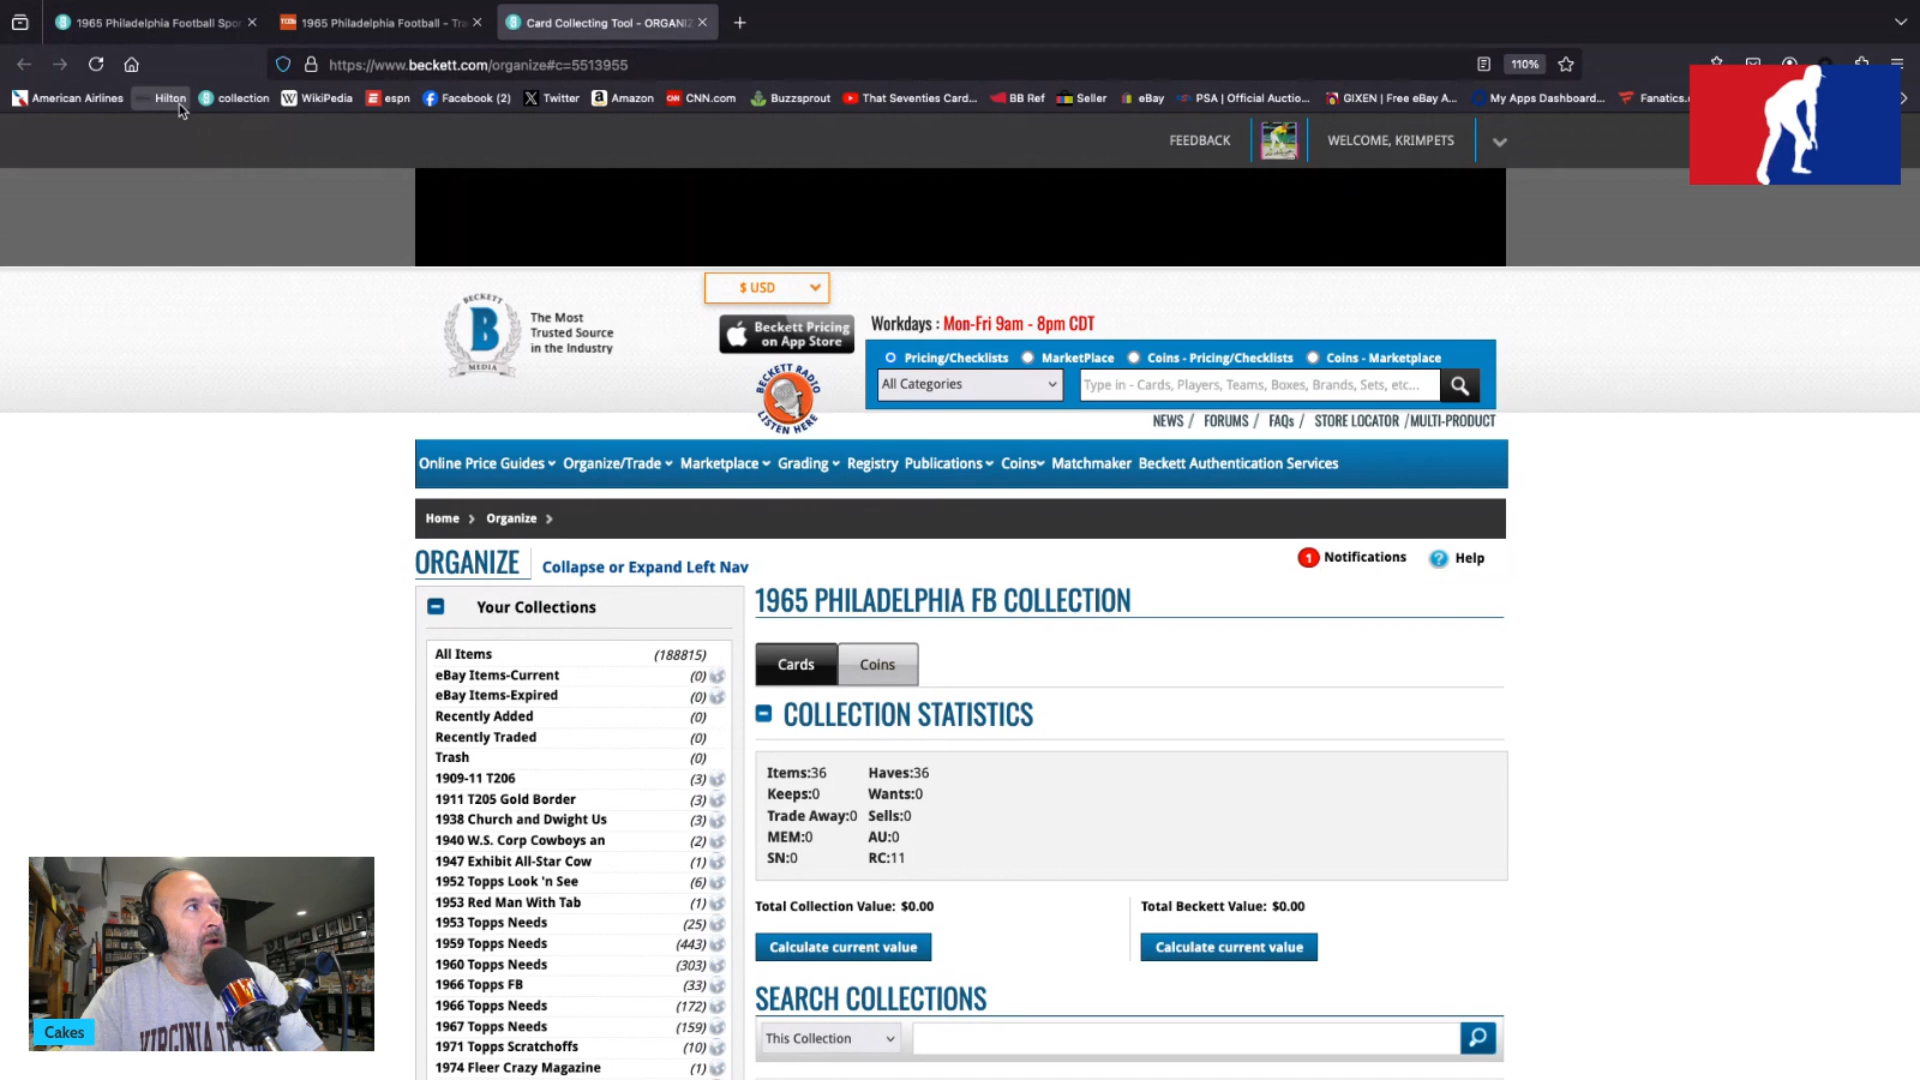 1965 Philadelphia Football Spo
1965 Philadelphia Football - Tra
Card Collecting Tool - ORGANIZ
https://www.beckett.com/organize#c=5513955
110%
American Airlines
Hilton
collection
WikiPedia
espn
Facebook (2)
Twitter
Amazon
CNN.com
Buzzsprout
That Seventies Card...
BB Ref
Seller
eBay
PSA | Official Auctio...
GIXEN | Free eBay A...
My Apps Dashboard...
Fanatics.
FEEDBACK
WELCOME, KRIMPETS
$ USD
BECKETT
B
MEDIA
The Most
Trusted Source
in the Industry
Beckett Pricing
on App Store
BECKETT RADIO
LISTEN HERE
Workdays : Mon-Fri 9am - 8pm CDT
Pricing/Checklists MarketPlace Coins - Pricing/Checklists Coins - Marketplace
All Categories
Type in - Cards, Players, Teams, Boxes, Brands, Sets, etc...
NEWS / FORUMS / FAQs / STORE LOCATOR /MULTI-PRODUCT
Online Price Guides Organize/Trade Marketplace Grading Registry Publications Coins Matchmaker Beckett Authentication Services
Home Organize
ORGANIZE
Collapse or Expand Left Nav
1 Notifications
? Help
Your Collections
All Items (188815)
eBay Items-Current (0)
eBay Items-Expired (0)
Recently Added (0)
Recently Traded (0)
Trash (0)
1909-11 T206 (3)
1911 T205 Gold Border (3)
1938 Church and Dwight Us (3)
1940 W.S. Corp Cowboys an (2)
1947 Exhibit All-Star Cow (1)
1952 Topps Look 'n See (6)
1953 Red Man With Tab (1)
1953 Topps Needs (25)
1959 Topps Needs (443)
1960 Topps Needs (303)
1966 Topps FB (33)
1966 Topps Needs (172)
1967 Topps Needs (159)
1971 Topps Scratchoffs (10)
1974 Fleer Crazy Magazine (1)
1965 PHILADELPHIA FB COLLECTION
Cards
Coins
COLLECTION STATISTICS
Items:36 Haves:36
Keeps:0 Wants:0
Trade Away:0 Sells:0
MEM:0 AU:0
SN:0 RC:11
Total Collection Value: $0.00
Total Beckett Value: $0.00
Calculate current value
Calculate current value
SEARCH COLLECTIONS
This Collection
Cakes
VIRGINIA